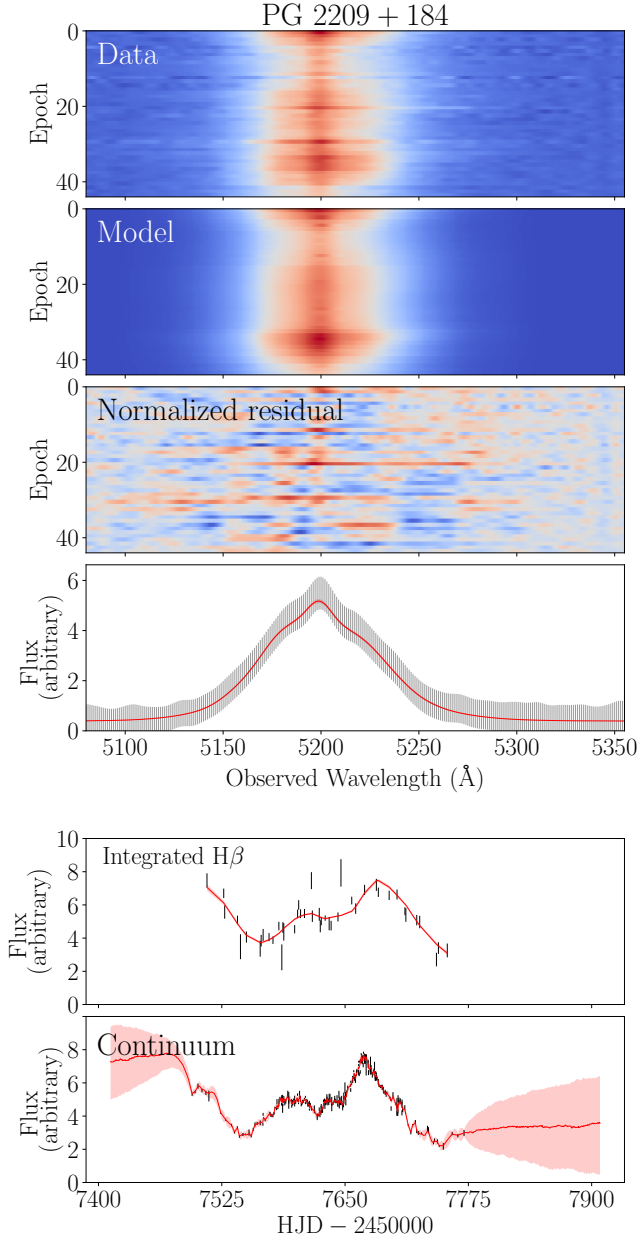 PG 2209 + 184
0
Data
20
40
Epoch
0
Model
20
40
Epoch
0
Normalized residual
20
40
Epoch
6
4
2
0
Flux
(arbitrary)
5100 5150 5200 5250 5300 5350
Observed Wavelength (Å)
10
Integrated Hβ
8
6
4
2
0
Flux
(arbitrary)
Continuum
8
6
4
2
0
Flux
(arbitrary)
7400 7525 7650 7775 7900
HJD − 2450000